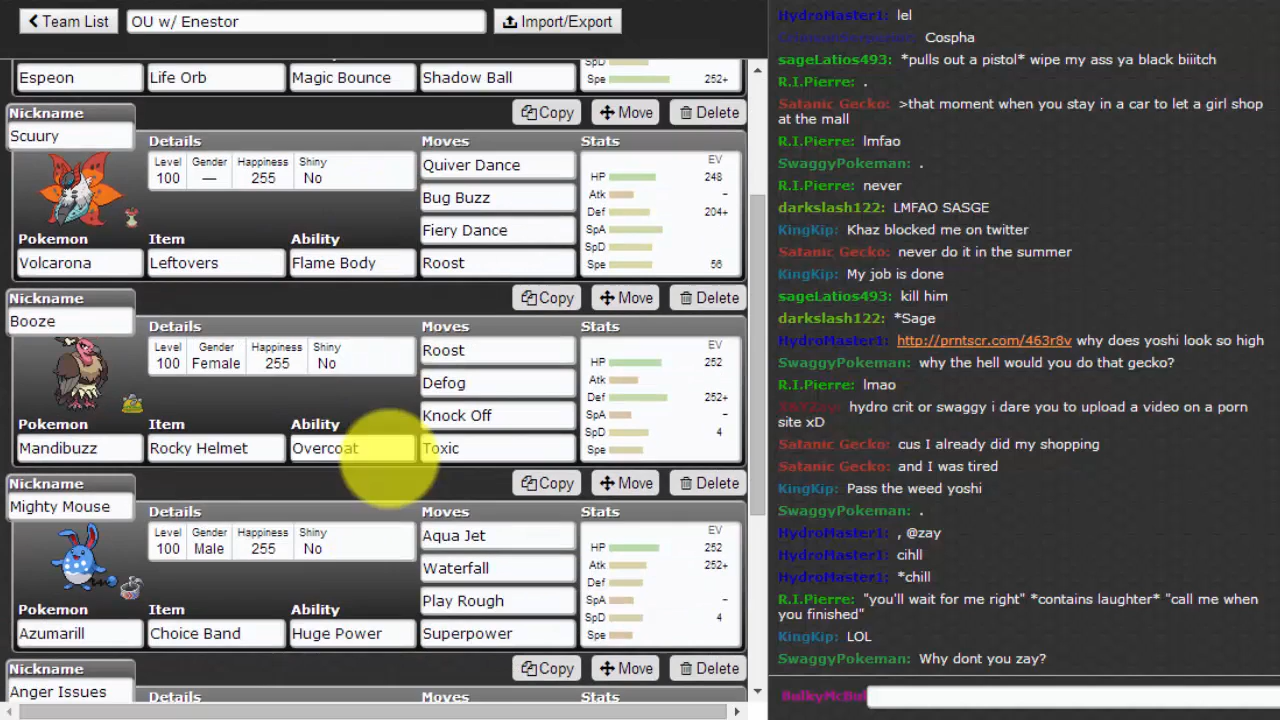 Team List
OU w/ Enestor
Import/Export
Espeon
Life Orb
Magic Bounce
Shadow Ball
SpD
Spe 252+
Copy Move Delete
Nickname
Scuury
Details
Level Gender Happiness Shiny
100 — 255 No
Pokemon Item Ability
Volcarona
Leftovers
Flame Body
Moves
Quiver Dance
Bug Buzz
Fiery Dance
Roost
Stats
EV
HP 248
Atk -
Def 204+
SpA
SpD
Spe 56
Copy Move Delete
Nickname
Booze
Details
Level Gender Happiness Shiny
100 Female 255 No
Pokemon Item Ability
Mandibuzz
Rocky Helmet
Overcoat
Moves
Roost
Defog
Knock Off
Toxic
Stats
EV
HP 252
Atk
Def 252+
SpA -
SpD 4
Spe
Copy Move Delete
Nickname
Mighty Mouse
Details
Level Gender Happiness Shiny
100 Male 255 No
Pokemon Item Ability
Azumarill
Choice Band
Huge Power
Moves
Aqua Jet
Waterfall
Play Rough
Superpower
Stats
EV
HP 252
Atk 252+
Def
SpA -
SpD 4
Spe
Copy Move Delete
Nickname
Anger Issues
Details
Moves
Stats
HydroMaster1: lel
Cospha
sageLatios493: *pulls out a pistol* wipe my ass ya black biiitch
R.I.Pierre: .
Satanic Gecko: >that moment when you stay in a car to let a girl shop
at the mall
R.I.Pierre: lmfao
SwaggyPokeman: .
R.I.Pierre: never
darkslash122: LMFAO SASGE
KingKip: Khaz blocked me on twitter
Satanic Gecko: never do it in the summer
KingKip: My job is done
sageLatios493: kill him
darkslash122: *Sage
HydroMaster1: http://prntscr.com/463r8v why does yoshi look so high
SwaggyPokeman: why the hell would you do that gecko?
R.I.Pierre: lmao
hydro crit or swaggy i dare you to upload a video on a porn
site xD
Satanic Gecko: cus I already did my shopping
Satanic Gecko: and I was tired
KingKip: Pass the weed yoshi
SwaggyPokeman: .
HydroMaster1: , @zay
HydroMaster1: cihll
HydroMaster1: *chill
R.I.Pierre: "you'll wait for me right" *contains laughter* "call me when
you finished"
KingKip: LOL
SwaggyPokeman: Why dont you zay?